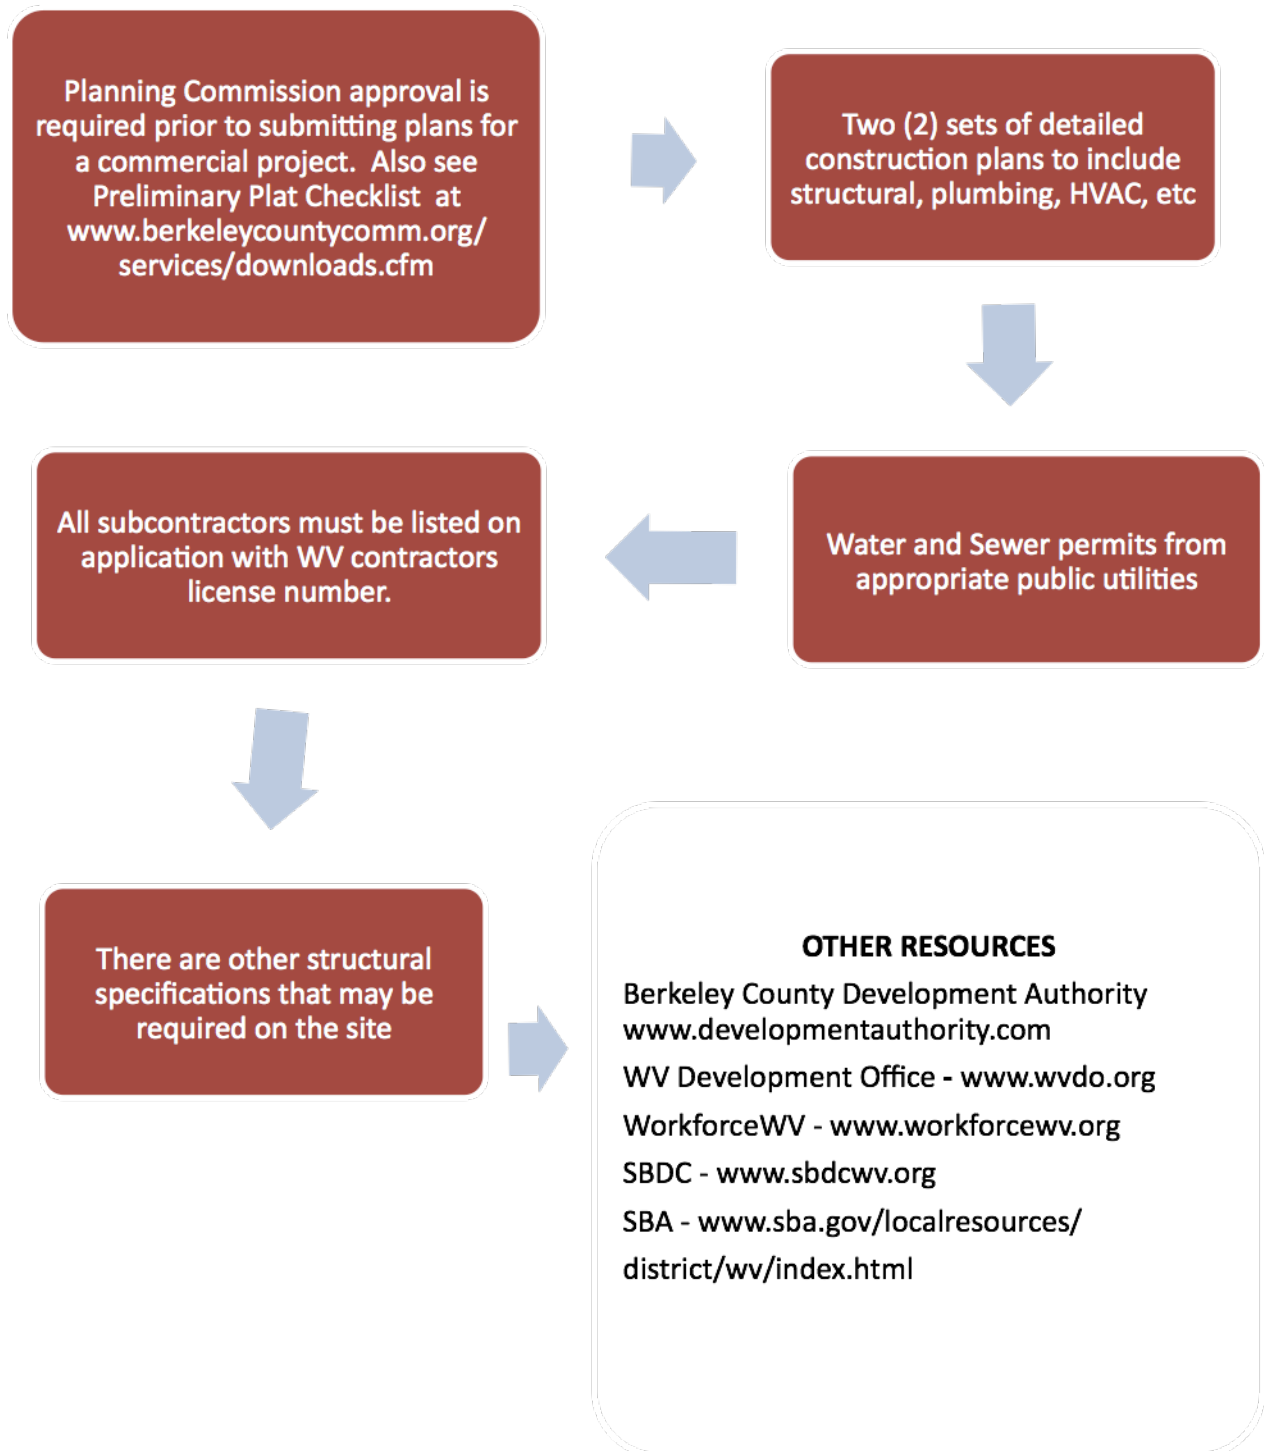 Planning Commission approval is
required prior to submitting plans for
a commercial project.  Also see
Preliminary Plat Checklist  at
www.berkeleycountycomm.org/
services/downloads.cfm
Two (2) sets of detailed
construction plans to include
structural, plumbing, HVAC, etc
Water and Sewer permits from
appropriate public utilities
All subcontractors must be listed on
application with WV contractors
license number.
There are other structural
specifications that may be
required on the site
OTHER RESOURCES
Berkeley County Development Authority
www.developmentauthority.com
WV Development Office - www.wvdo.org
WorkforceWV - www.workforcewv.org
SBDC - www.sbdcwv.org
SBA - www.sba.gov/localresources/
district/wv/index.html